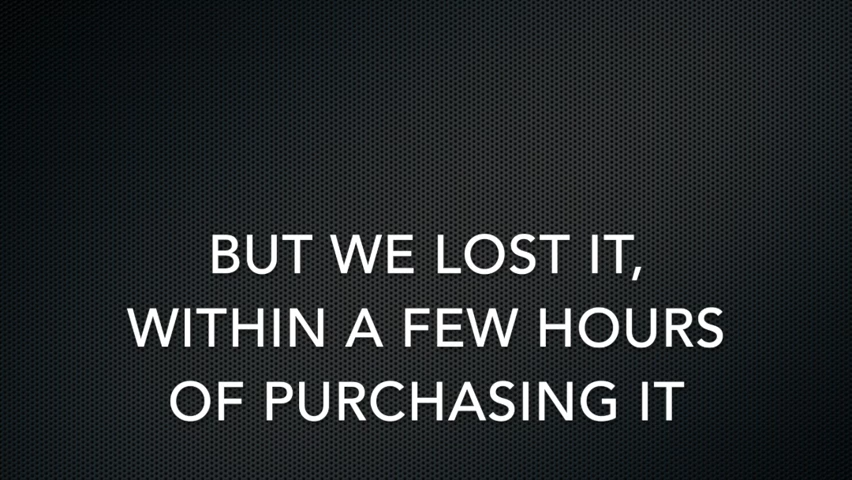 BUT WE LOST IT,
WITHIN A FEW HOURS
OF PURCHASING IT